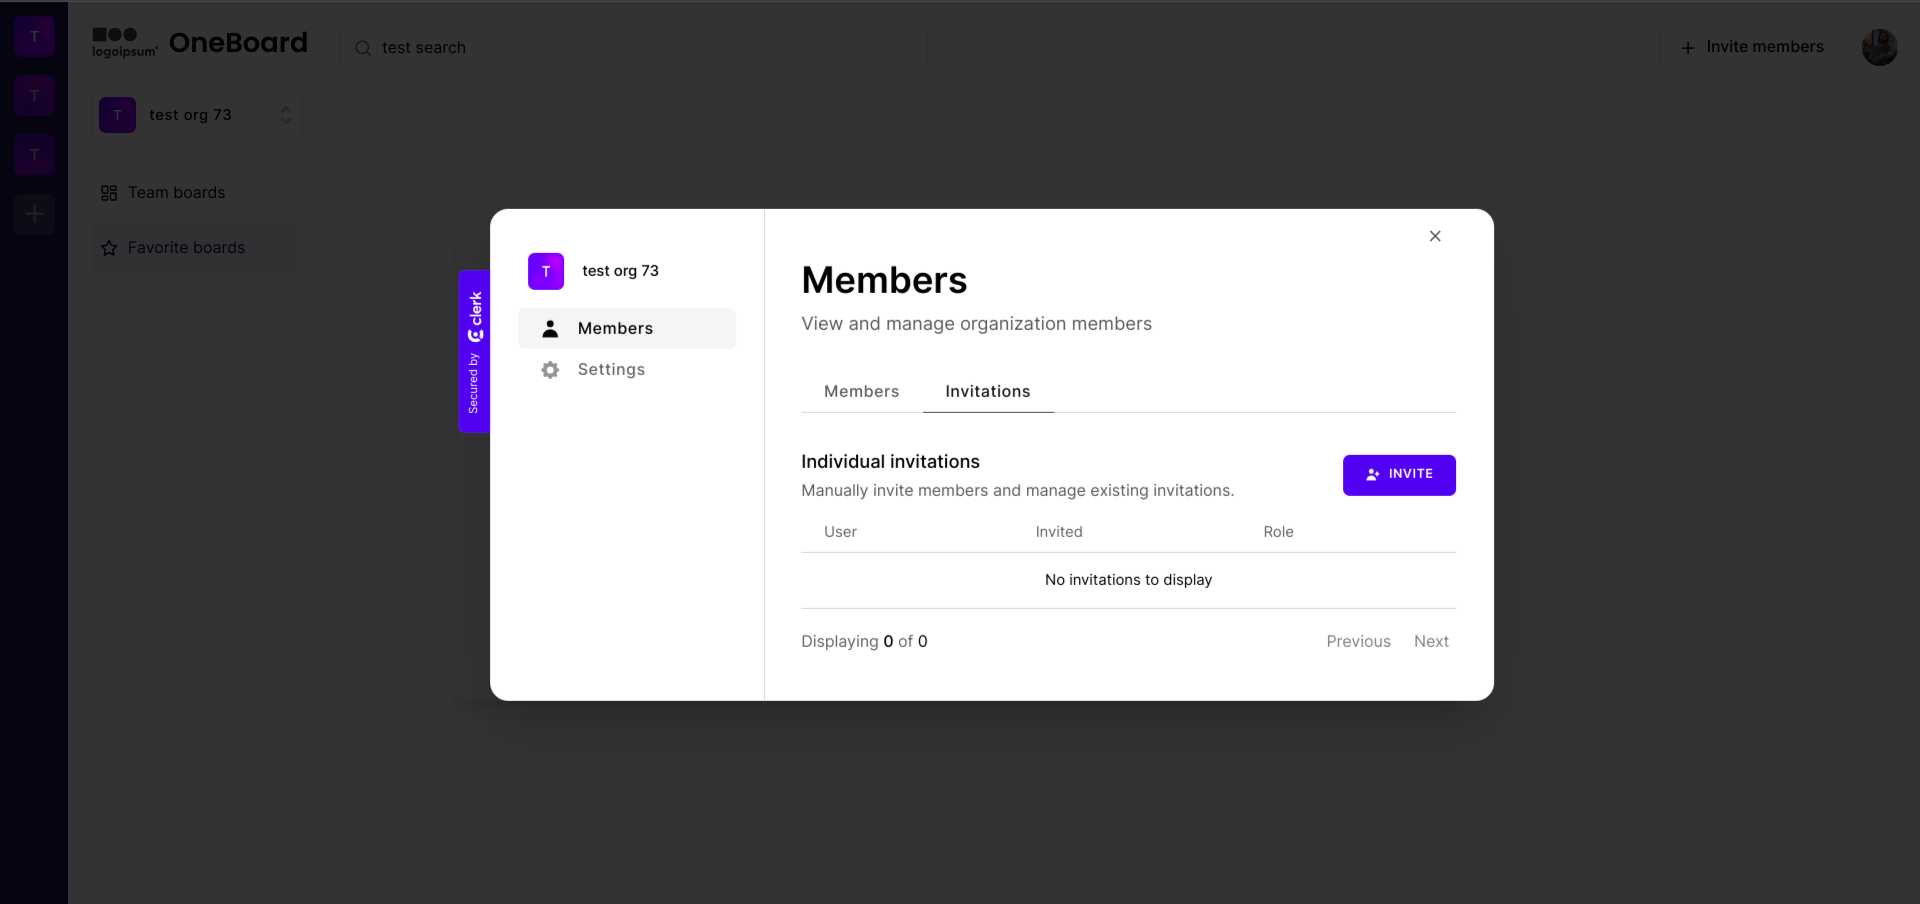 T
T
T
logoipsum
OneBoard
test search
Invite members
T
test org 73
Team boards
Favorite boards
Secured by clerk
T
test org 73
Members
Settings
Members
View and manage organization members
Members
Invitations
Individual invitations
Manually invite members and manage existing invitations.
INVITE
User
Invited
Role
No invitations to display
Displaying 0 of 0
Previous
Next